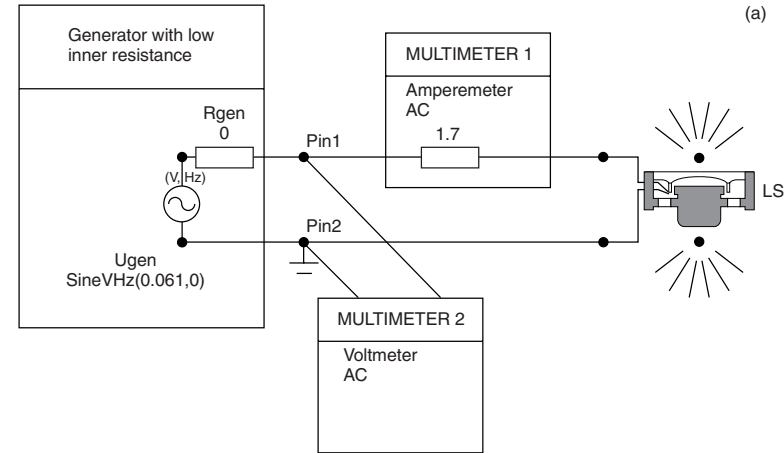 (a)
Generator with low
inner resistance
MULTIMETER 1
Amperemeter
AC
Rgen
0
1.7
Pin1
(V, Hz)
LS
Pin2
Ugen
SineVHz(0.061,0)
MULTIMETER 2
Voltmeter
AC